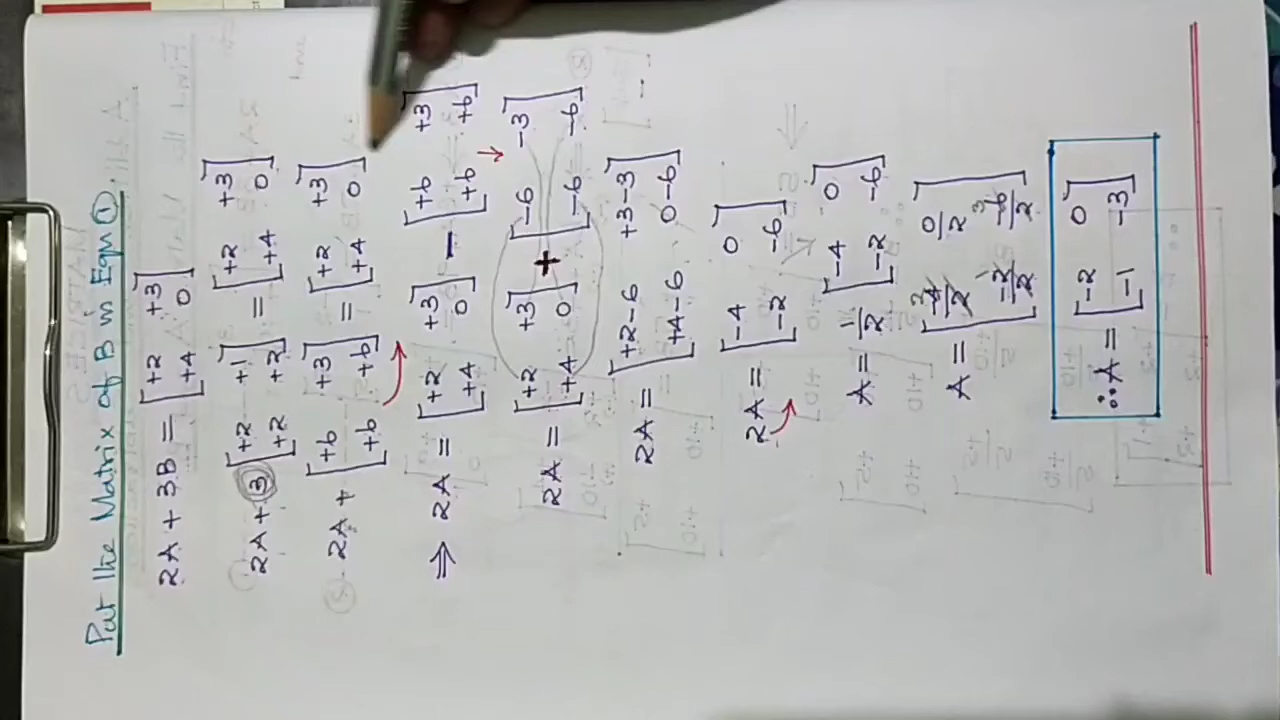 Put the Matrix of B in Eqn ①
2A + 3B = [+2 +3
+4 0]
2A + 3 [+2 +1
+2 +2] = [+2 +3
+4 0]
2A + [+6 +3
+6 +6] = [+2 +3
+4 0]
⇒ 2A = [+2 +3
+4 0] - [+6 +3
+6 +6]
2A = [+2 +3
+4 0] + [-6 -3
-6 -6]
2A = [+2-6 +3-3
+4-6 0-6]
2A = [-4 0
-2 -6]
A = 1/2 [-4 0
-2 -6]
A = [-4/2 0/2
-2/2 -6/2]
∴ A = [-2 0
-1 -3]